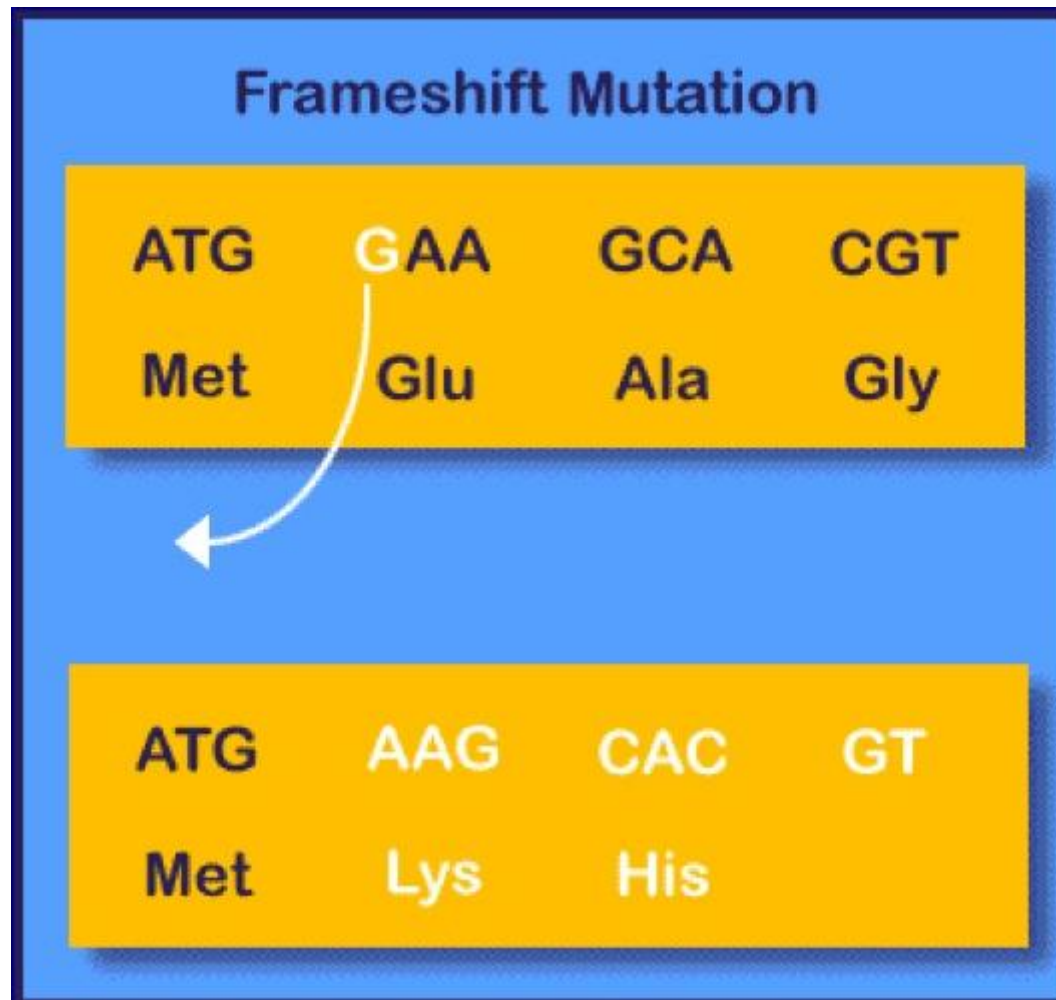 Frameshift Mutation
ATG GAA GCA CGT
Met Glu Ala Gly
ATG AAG CAC GT
Met Lys His